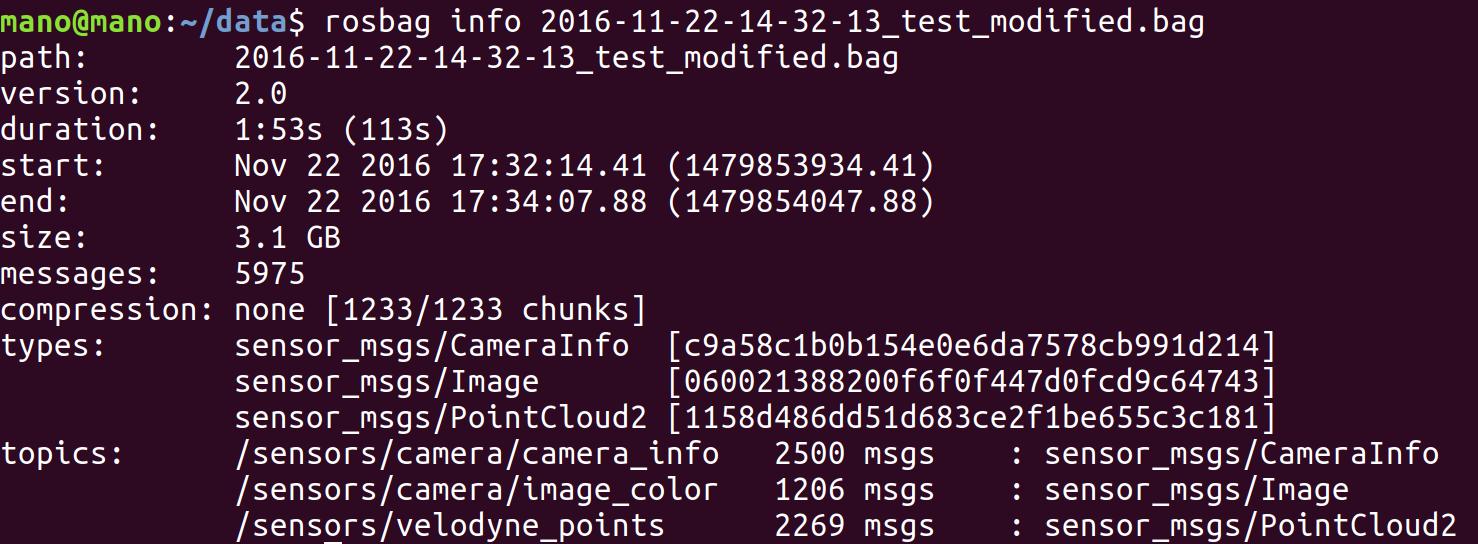 mano@mano:~/data$ rosbag info 2016-11-22-14-32-13_test_modified.bag
path:        2016-11-22-14-32-13_test_modified.bag
version:     2.0
duration:    1:53s (113s)
start:       Nov 22 2016 17:32:14.41 (1479853934.41)
end:         Nov 22 2016 17:34:07.88 (1479854047.88)
size:        3.1 GB
messages:    5975
compression: none [1233/1233 chunks]
types:       sensor_msgs/CameraInfo  [c9a58c1b0b154e0e6da7578cb991d214]
             sensor_msgs/Image       [060021388200f6f0f447d0fcd9c64743]
             sensor_msgs/PointCloud2 [1158d486dd51d683ce2f1be655c3c181]
topics:      /sensors/camera/camera_info   2500 msgs    : sensor_msgs/CameraInfo
             /sensors/camera/image_color   1206 msgs    : sensor_msgs/Image
             /sensors/velodyne_points      2269 msgs    : sensor_msgs/PointCloud2